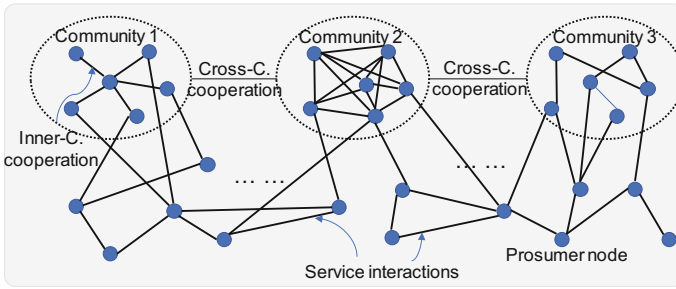 Community 1
Community 2
Community 3
Cross-C.
cooperation
Cross-C.
cooperation
Inner-C.
cooperation
... ...
... ...
Prosumer node
Service interactions